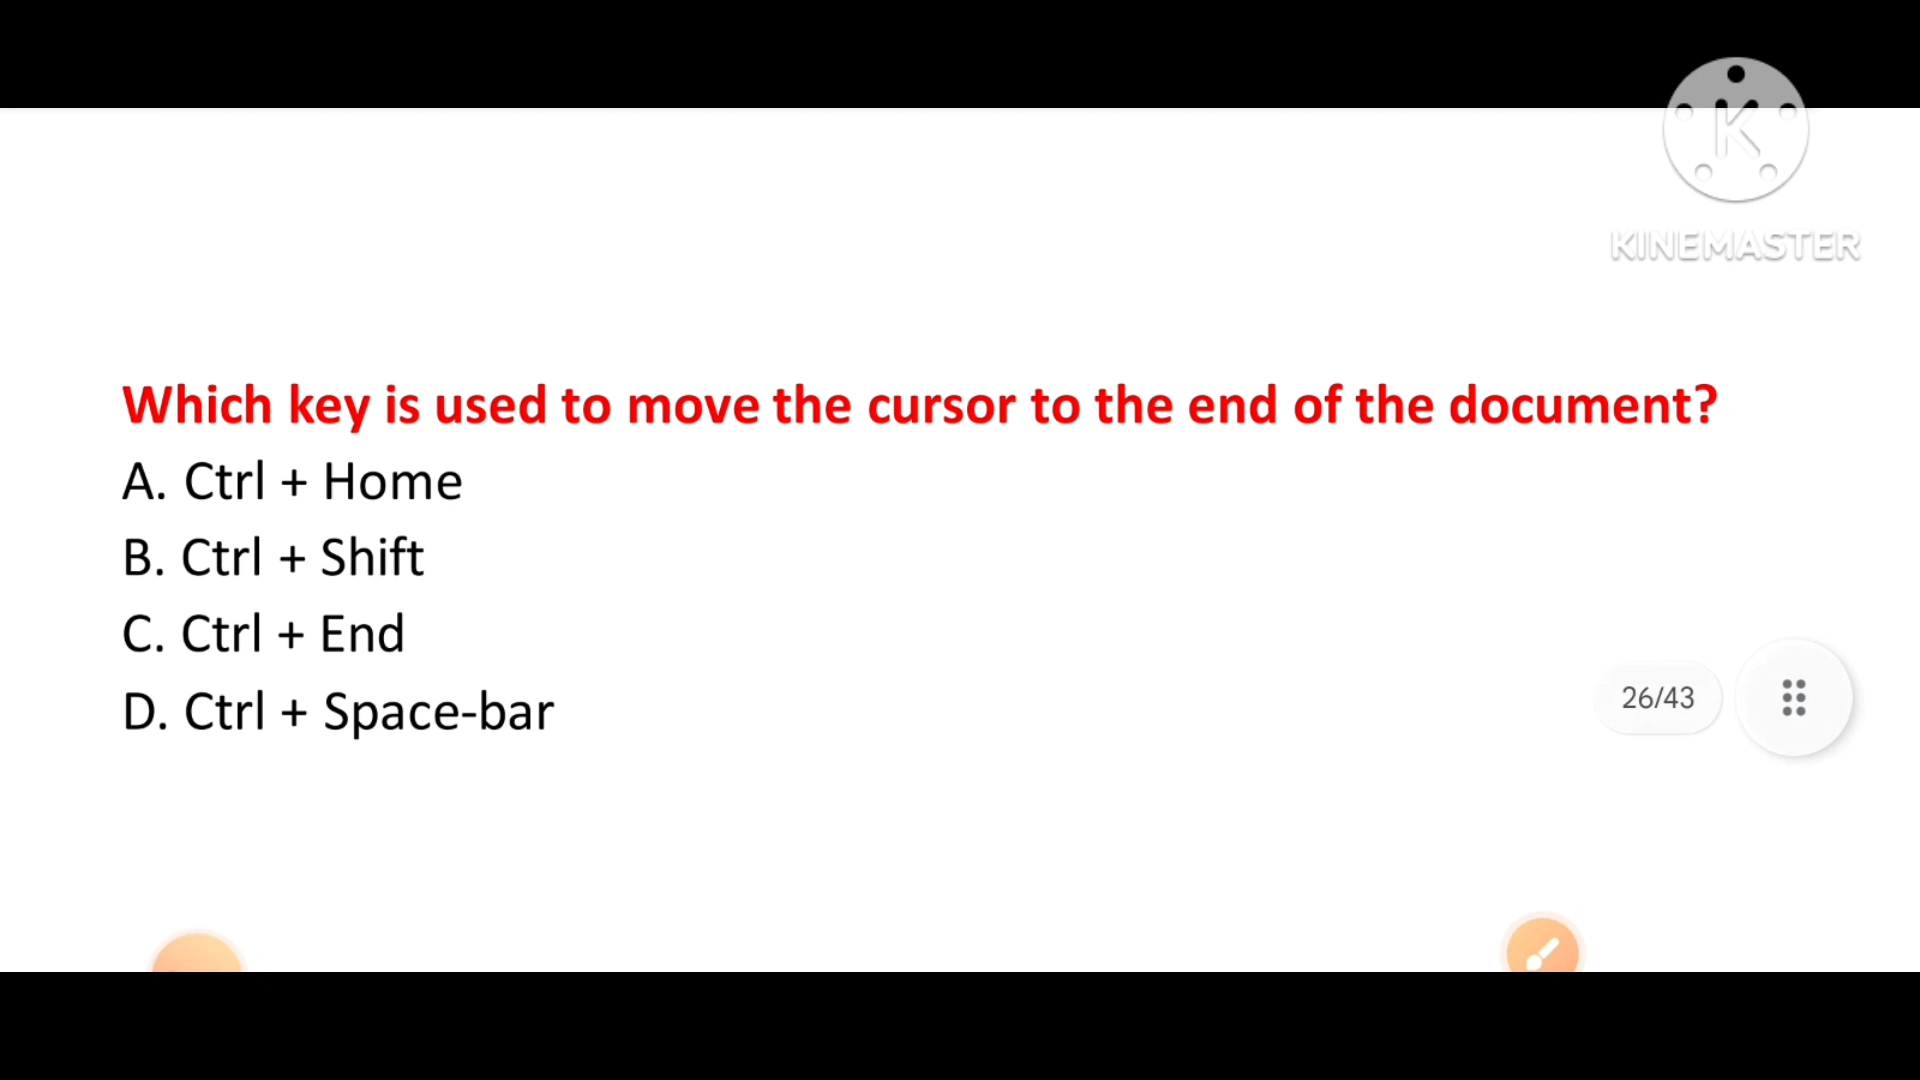 K
KINEMASTER
Which key is used to move the cursor to the end of the document?
A. Ctrl + Home
B. Ctrl + Shift
C. Ctrl + End
D. Ctrl + Space-bar
26/43